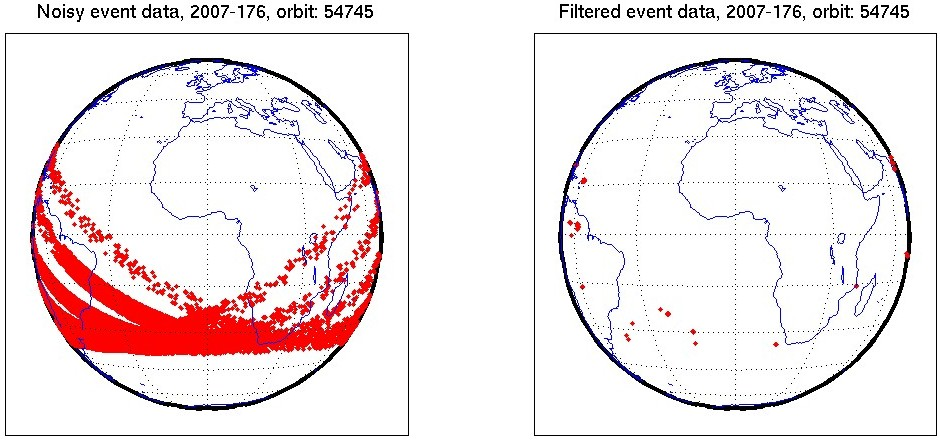 Noisy event data, 2007-176, orbit: 54745
Filtered event data, 2007-176, orbit: 54745